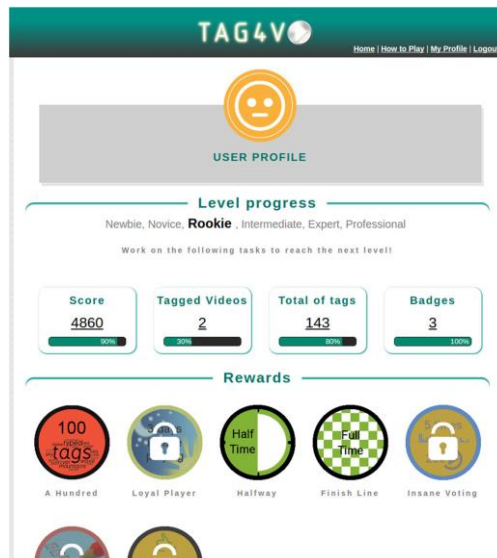 TAG4VO
Home | How to Play | My Profile | Logou
USER PROFILE
Level progress
Newbie, Novice, Rookie , Intermediate, Expert, Professional
Work on the following tasks to reach the next level!
Score Tagged Videos Total of tags Badges
4860 2 143 3
90% 30% 80% 100%
Rewards
100
tags
Half
Time
Full
Time
A Hundred Loyal Player Halfway Finish Line Insane Voting